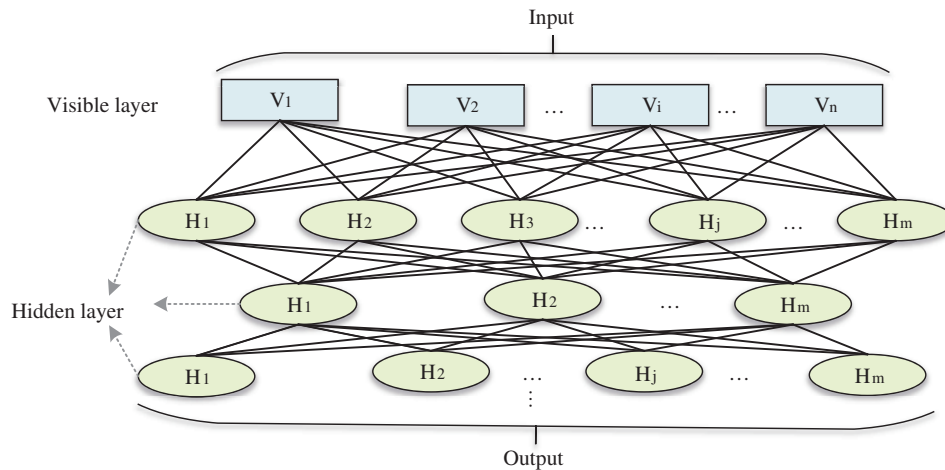 Input
Visible layer
V1 V2 ... Vi ... Vn
H1 H2 H3 ... Hj ... Hm
Hidden layer
H1 H2 ... Hm
H1 H2 ... Hj ... Hm
⋮
Output